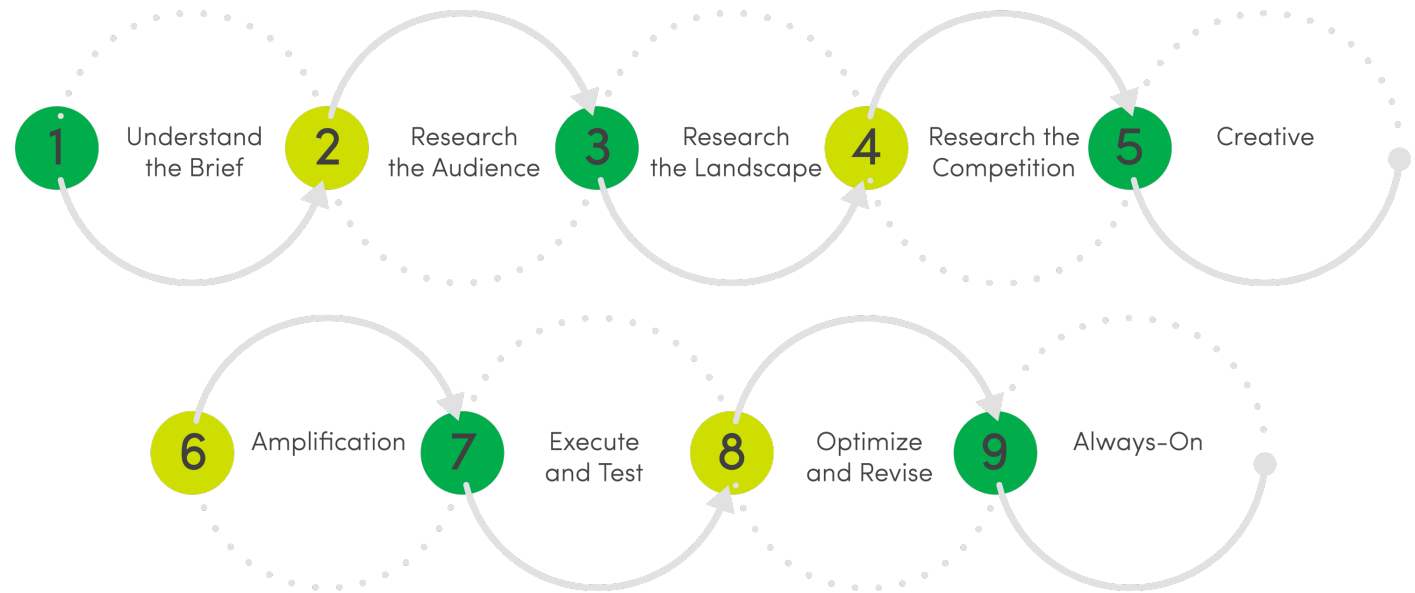 1
Understand
the Brief
2
Research
the Audience
3
Research
the Landscape
4
Research the
Competition
5
Creative
6
Amplification
7
Execute
and Test
8
Optimize
and Revise
9
Always-On